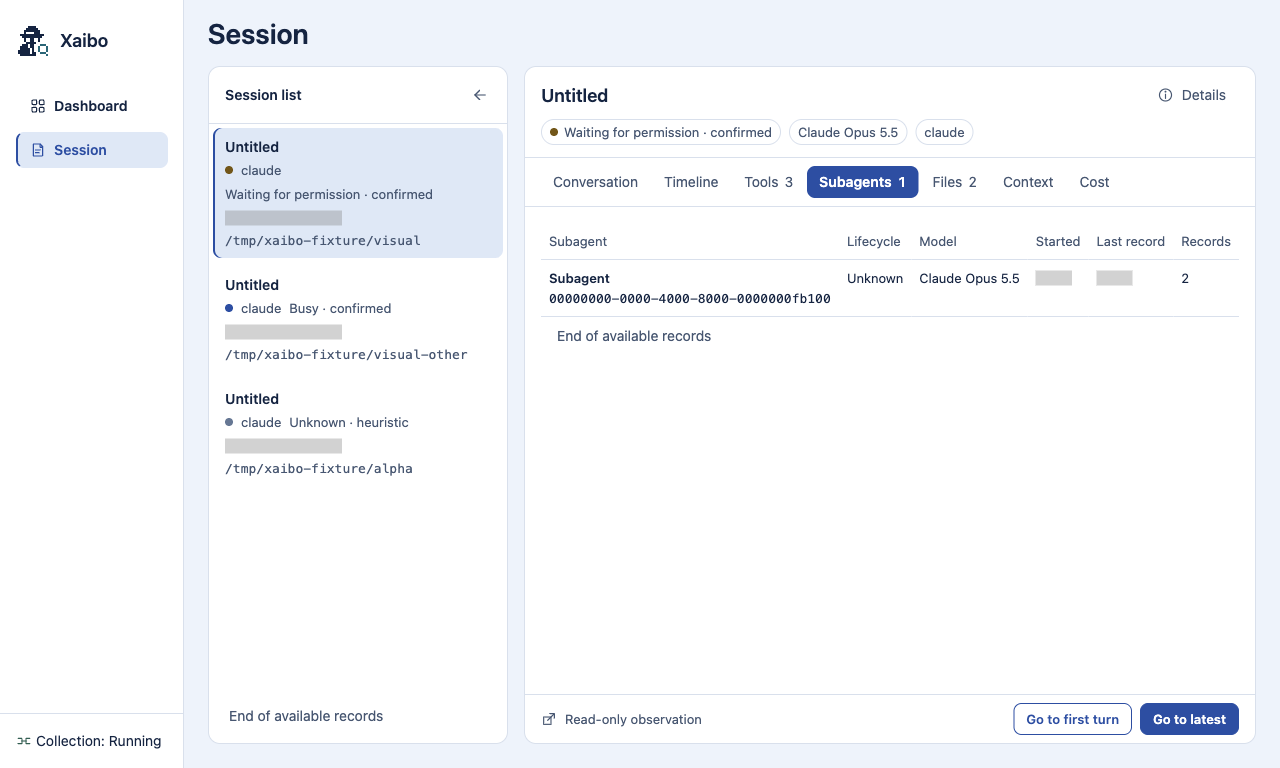 Xaibo
Dashboard
Session
Collection: Running
Session
Session list
Untitled
claude
Waiting for permission · confirmed
/tmp/xaibo-fixture/visual
Untitled
claude Busy · confirmed
/tmp/xaibo-fixture/visual-other
Untitled
claude Unknown · heuristic
/tmp/xaibo-fixture/alpha
End of available records
Untitled
Details
Waiting for permission · confirmed Claude Opus 5.5 claude
Conversation Timeline Tools 3 Subagents 1 Files 2 Context Cost
Subagent Lifecycle Model Started Last record Records
Subagent Unknown Claude Opus 5.5 2
00000000-0000-4000-8000-0000000fb100
End of available records
Read-only observation Go to first turn Go to latest